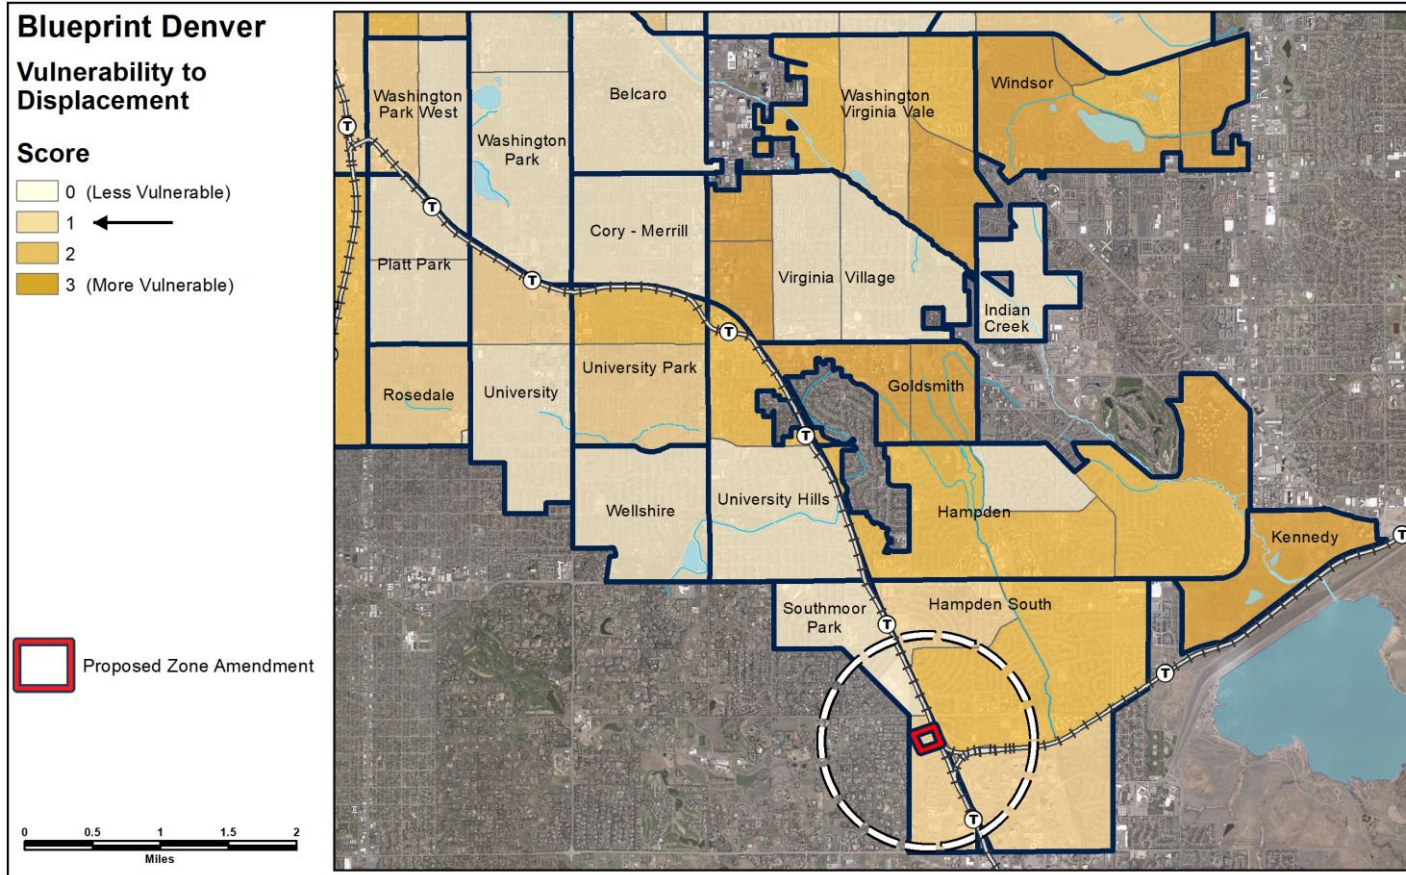 Blueprint Denver
Vulnerability to
Displacement
Score
0 (Less Vulnerable)
1
2
3 (More Vulnerable)
Proposed Zone Amendment
0 0.5 1 1.5 2
Miles
Washington
Park West
Washington
Park
Belcaro
Washington
Virginia Vale
Windsor
Platt Park
Cory - Merrill
Virginia Village
Indian
Creek
Rosedale
University
University Park
Goldsmith
Wellshire
University Hills
Hampden
Kennedy
Southmoor
Park
Hampden South
T
T
T
T
T
T
T
T
T
T